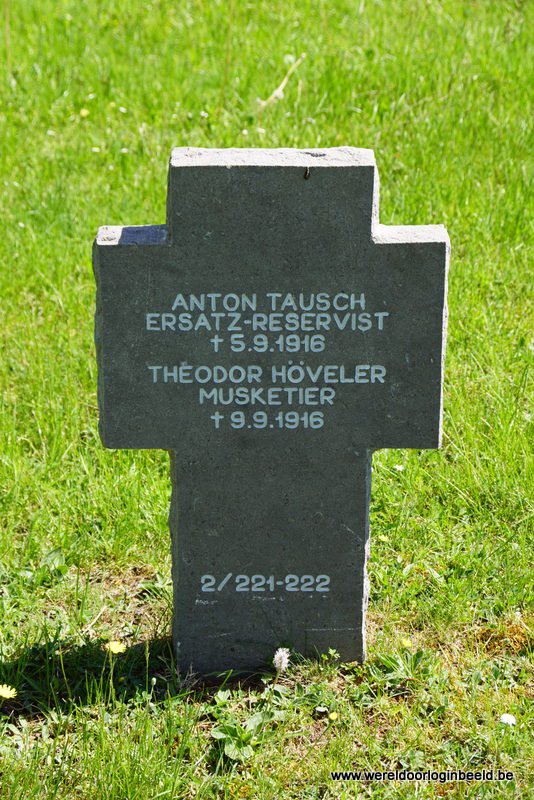 ANTON TAUSCH
ERSATZ-RESERVIST
† 5.9.1916
THEODOR HÖVELER
MUSKETIER
† 9.9.1916
2/221-222
www.wereldoorloginbeeld.be